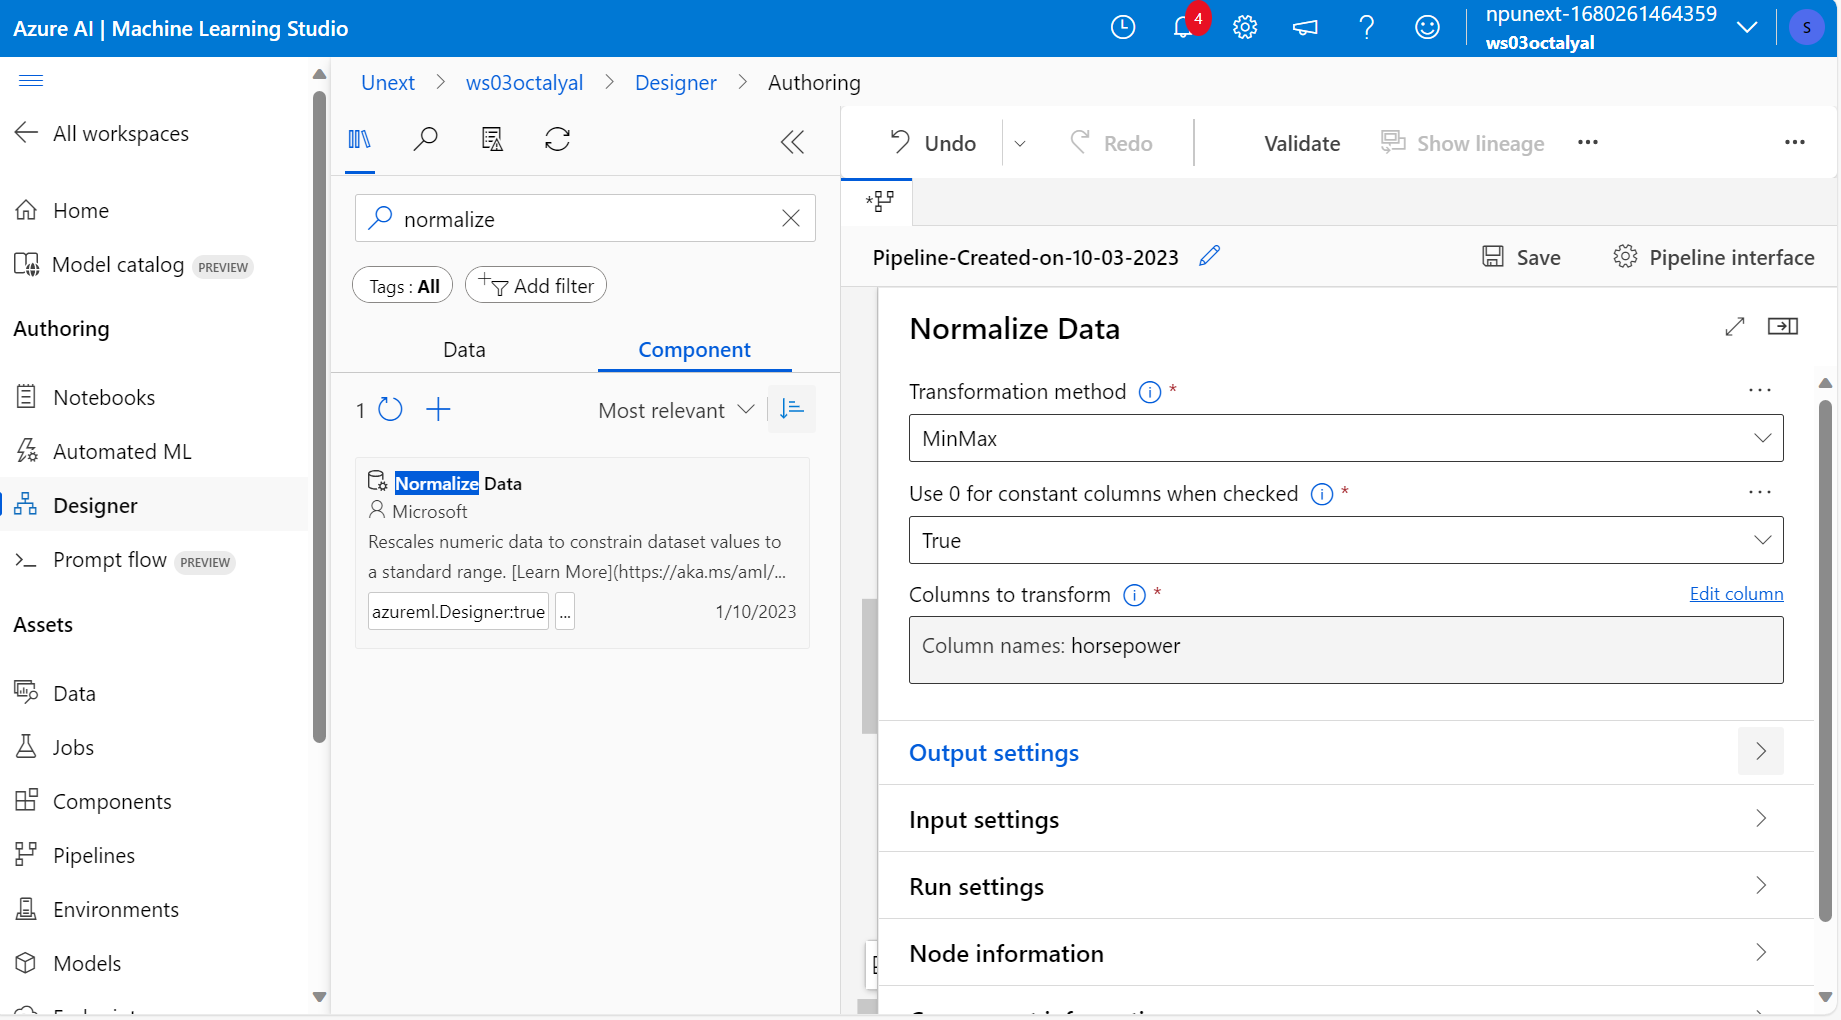 Azure AI | Machine Learning Studio
4
npunext-1680261464359
ws03octalyal
S
All workspaces
Home
Model catalog PREVIEW
Authoring
Notebooks
Automated ML
Designer
Prompt flow PREVIEW
Assets
Data
Jobs
Components
Pipelines
Environments
Models
Unext > ws03octalyal > Designer > Authoring
normalize
Tags : All
Add filter
Data
Component
1
Most relevant
Normalize Data
Microsoft
Rescales numeric data to constrain dataset values to
a standard range. [Learn More](https://aka.ms/aml/...
azureml.Designer:true
...
1/10/2023
Undo
Redo
Validate
Show lineage
Pipeline-Created-on-10-03-2023
Save
Pipeline interface
Normalize Data
Transformation method *
MinMax
Use 0 for constant columns when checked *
True
Columns to transform *
Edit column
Column names: horsepower
Output settings
Input settings
Run settings
Node information